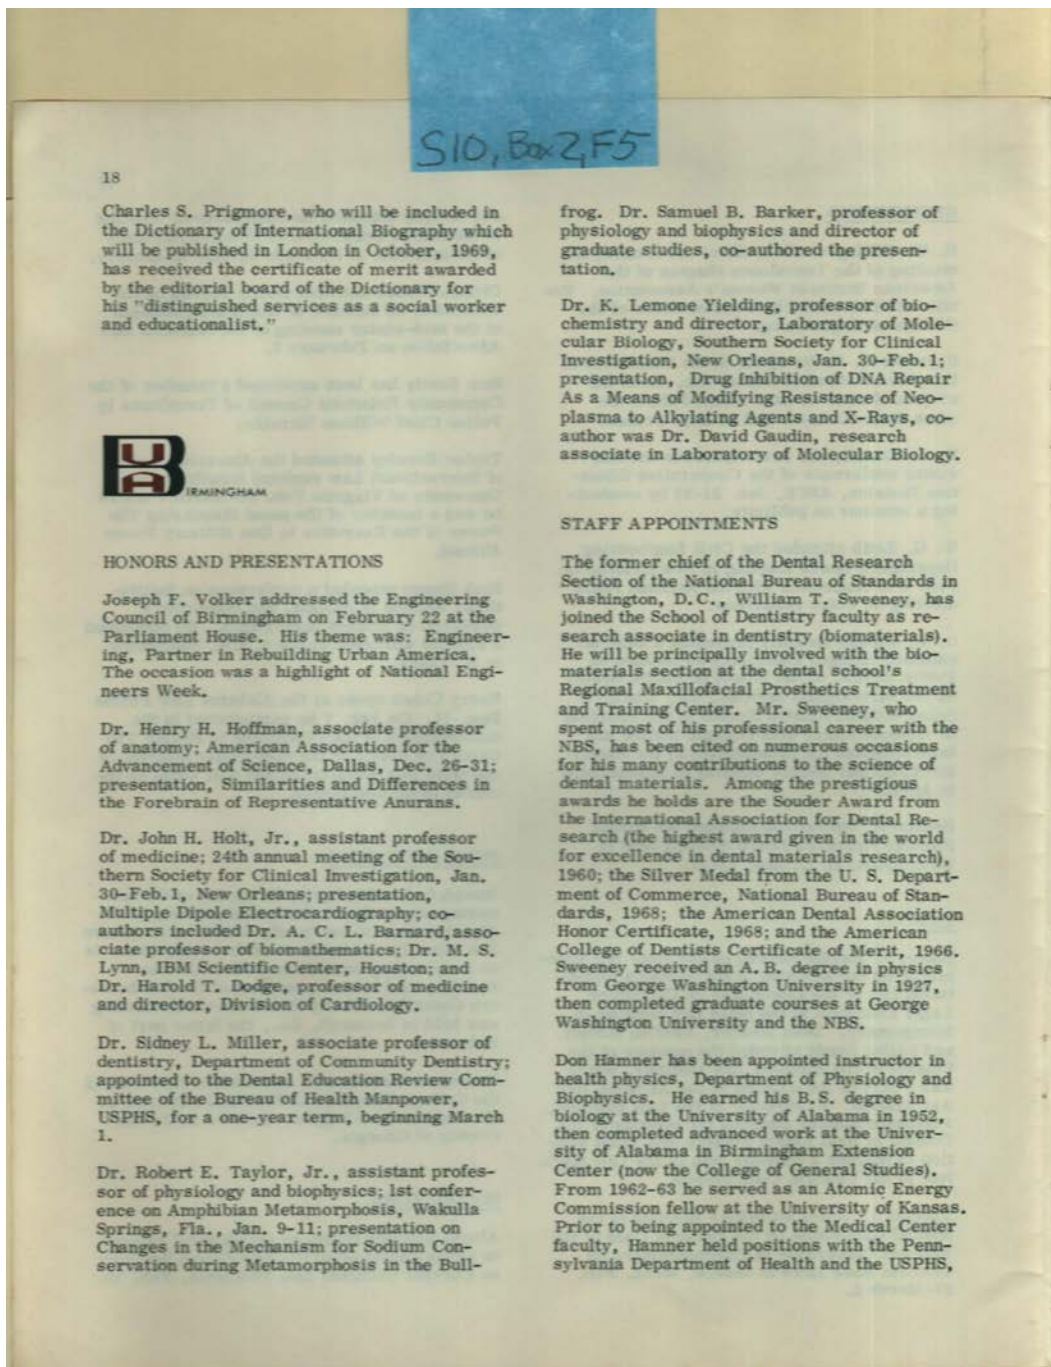 S10, Box 2, F5
18
Charles S. Prigmore, who will be included in
the Dictionary of International Biography which
will be published in London in October, 1969,
has received the certificate of merit awarded
by the editorial board of the Dictionary for
his "distinguished services as a social worker
and educationalist."
UAB
IRMINGHAM
HONORS AND PRESENTATIONS
Joseph F. Volker addressed the Engineering
Council of Birmingham on February 22 at the
Parliament House. His theme was: Engineer-
ing, Partner in Rebuilding Urban America.
The occasion was a highlight of National Engi-
neers Week.
Dr. Henry H. Hoffman, associate professor
of anatomy; American Association for the
Advancement of Science, Dallas, Dec. 26-31;
presentation, Similarities and Differences in
the Forebrain of Representative Anurans.
Dr. John H. Holt, Jr., assistant professor
of medicine; 24th annual meeting of the Sou-
thern Society for Clinical Investigation, Jan.
30-Feb. 1, New Orleans; presentation,
Multiple Dipole Electrocardiography; co-
authors included Dr. A. C. L. Barnard, asso-
ciate professor of biomathematics; Dr. M. S.
Lynn, IBM Scientific Center, Houston; and
Dr. Harold T. Dodge, professor of medicine
and director, Division of Cardiology.
Dr. Sidney L. Miller, associate professor of
dentistry, Department of Community Dentistry;
appointed to the Dental Education Review Com-
mittee of the Bureau of Health Manpower,
USPHS, for a one-year term, beginning March
1.
Dr. Robert E. Taylor, Jr., assistant profes-
sor of physiology and biophysics; 1st confer-
ence on Amphibian Metamorphosis, Wakulla
Springs, Fla., Jan. 9-11; presentation on
Changes in the Mechanism for Sodium Con-
servation during Metamorphosis in the Bull-
frog. Dr. Samuel B. Barker, professor of
physiology and biophysics and director of
graduate studies, co-authored the presen-
tation.
Dr. K. Lemone Yielding, professor of bio-
chemistry and director, Laboratory of Mole-
cular Biology, Southern Society for Clinical
Investigation, New Orleans, Jan. 30-Feb. 1;
presentation, Drug Inhibition of DNA Repair
As a Means of Modifying Resistance of Neo-
plasma to Alkylating Agents and X-Rays, co-
author was Dr. David Gaudin, research
associate in Laboratory of Molecular Biology.
STAFF APPOINTMENTS
The former chief of the Dental Research
Section of the National Bureau of Standards in
Washington, D.C., William T. Sweeney, has
joined the School of Dentistry faculty as re-
search associate in dentistry (biomaterials).
He will be principally involved with the bio-
materials section at the dental school's
Regional Maxillofacial Prosthetics Treatment
and Training Center. Mr. Sweeney, who
spent most of his professional career with the
NBS, has been cited on numerous occasions
for his many contributions to the science of
dental materials. Among the prestigious
awards he holds are the Souder Award from
the International Association for Dental Re-
search (the highest award given in the world
for excellence in dental materials research),
1960; the Silver Medal from the U. S. Depart-
ment of Commerce, National Bureau of Stan-
dards, 1968; the American Dental Association
Honor Certificate, 1968; and the American
College of Dentists Certificate of Merit, 1966.
Sweeney received an A. B. degree in physics
from George Washington University in 1927,
then completed graduate courses at George
Washington University and the NBS.
Don Hamner has been appointed instructor in
health physics, Department of Physiology and
Biophysics. He earned his B.S. degree in
biology at the University of Alabama in 1952,
then completed advanced work at the Univer-
sity of Alabama in Birmingham Extension
Center (now the College of General Studies).
From 1962-63 he served as an Atomic Energy
Commission fellow at the University of Kansas.
Prior to being appointed to the Medical Center
faculty, Hamner held positions with the Penn-
sylvania Department of Health and the USPHS,